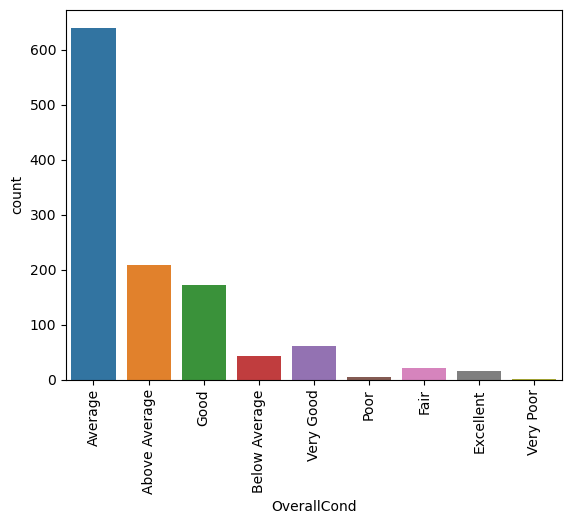 600
500
400
300
200
100
0
count
Average
Above Average
Good
Below Average
Very Good
Poor
Fair
Excellent
Very Poor
OverallCond